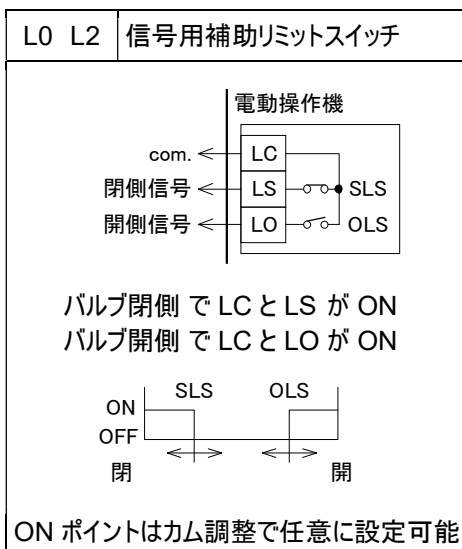 L0 L2 信号用補助リミットスイッチ
電動操作機
com. LC
閉側信号 LS SLS
開側信号 LO OLS
バルブ閉側 で LC と LS が ON
バルブ開側 で LC と LO が ON
SLS OLS
ON
OFF
閉 開
ON ポイントはカム調整で任意に設定可能